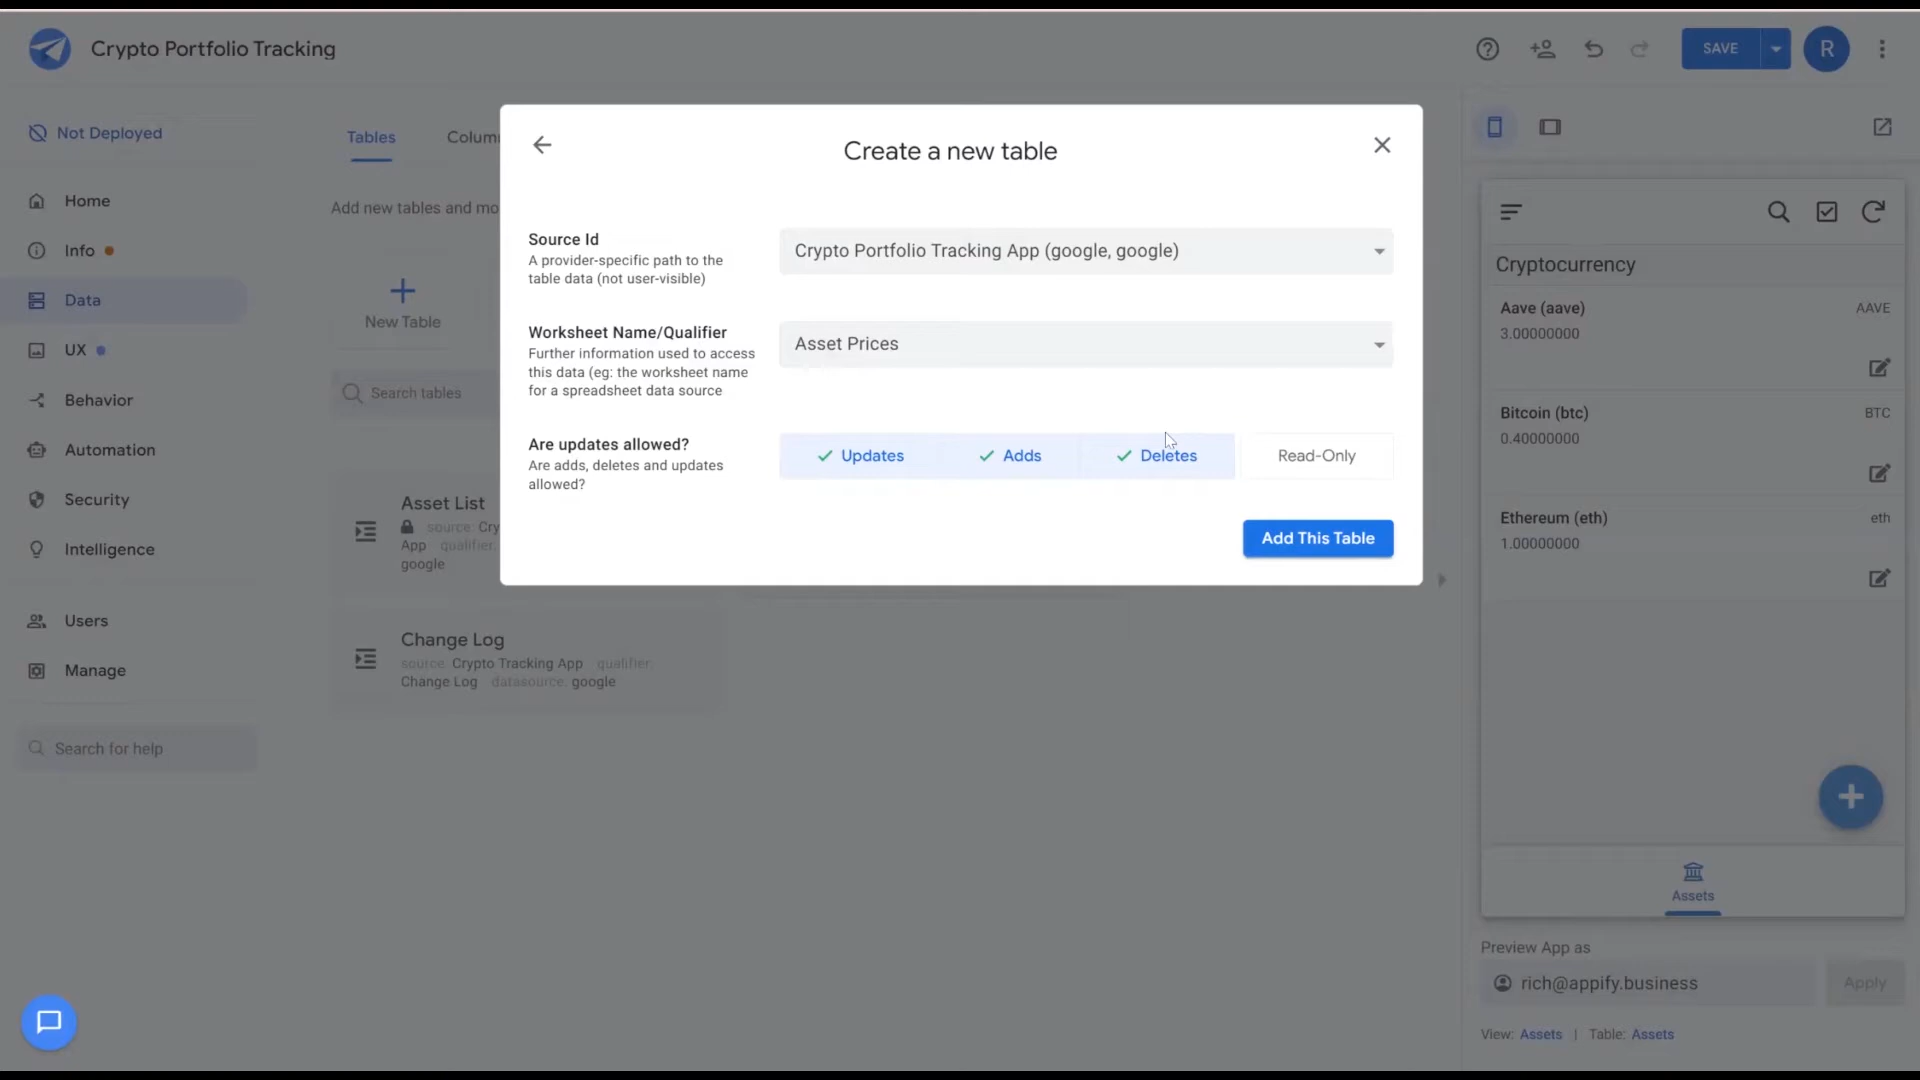 Crypto Portfolio Tracking
SAVE
R
Not Deployed
Home
Info
Data
UX
Behavior
Automation
Security
Intelligence
Users
Manage
Search for help
Tables
Colum
Add new tables and mo
New Table
Search tables
Asset List
source: Cry
App qualifier:
google
Change Log
source: Crypto Tracking App qualifier:
Change Log datasource: google
Create a new table
Source Id
A provider-specific path to the
table data (not user-visible)
Crypto Portfolio Tracking App (google, google)
Worksheet Name/Qualifier
Further information used to access
this data (eg: the worksheet name
for a spreadsheet data source
Asset Prices
Are updates allowed?
Are adds, deletes and updates
allowed?
Updates
Adds
Deletes
Read-Only
Add This Table
Cryptocurrency
Aave (aave) AAVE
3.00000000
Bitcoin (btc) BTC
0.40000000
Ethereum (eth) eth
1.00000000
Assets
Preview App as
rich@appify.business
Apply
View: Assets | Table: Assets